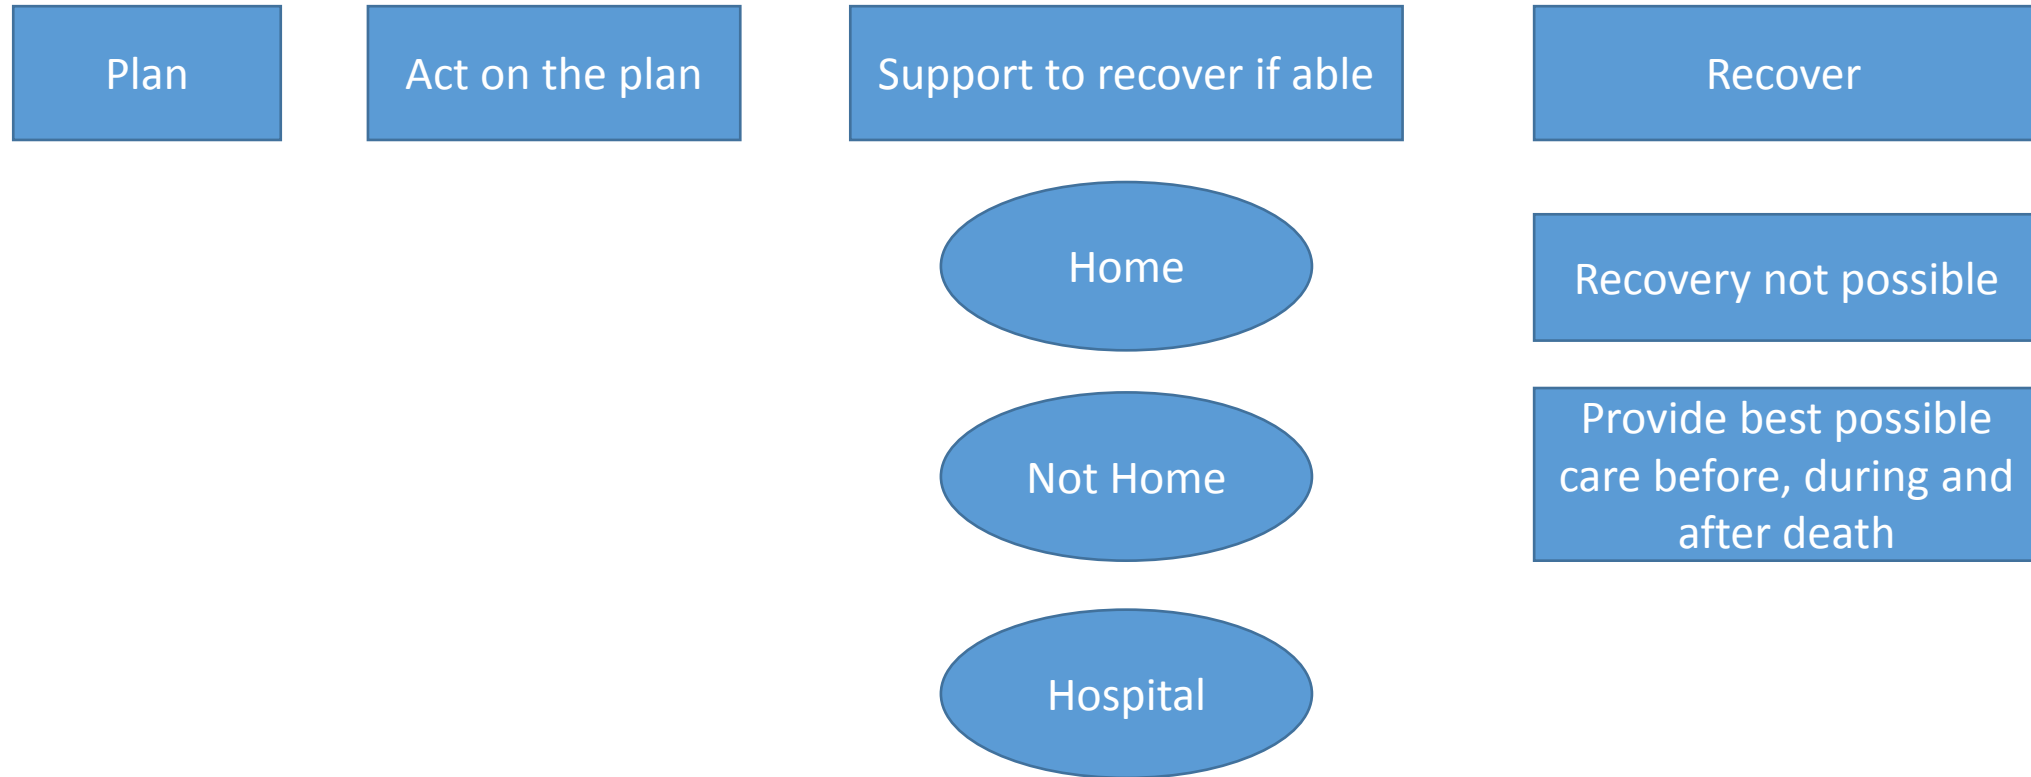 Plan
Act on the plan
Support to recover if able
Recover
Home
Recovery not possible
Not Home
Provide best possible
care before, during and
after death
Hospital